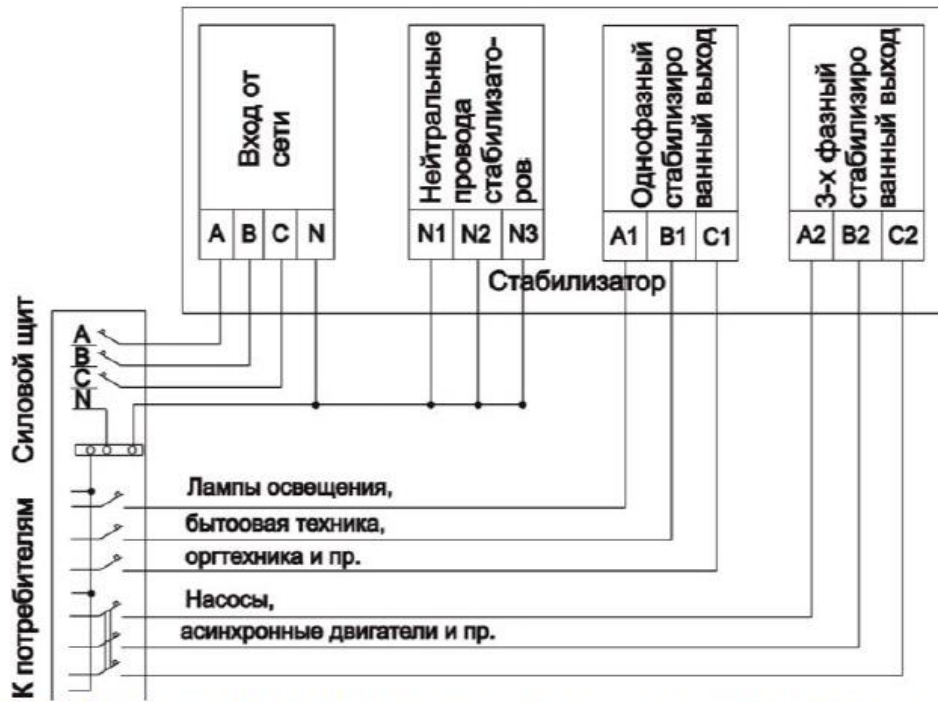 Вход от
сети
A B C N
Нейтральные
провода
стабилизато-
ров
N1 N2 N3
Однофазный
стабилизиро
ванный выход
A1 B1 C1
3-х фазный
стабилизиро
ванный выход
A2 B2 C2
Стабилизатор
Силовой щит
A
B
C
N
К потребителям
Лампы освещения,
бытоовая техника,
оргтехника и пр.
Насосы,
асинхронные двигатели и пр.